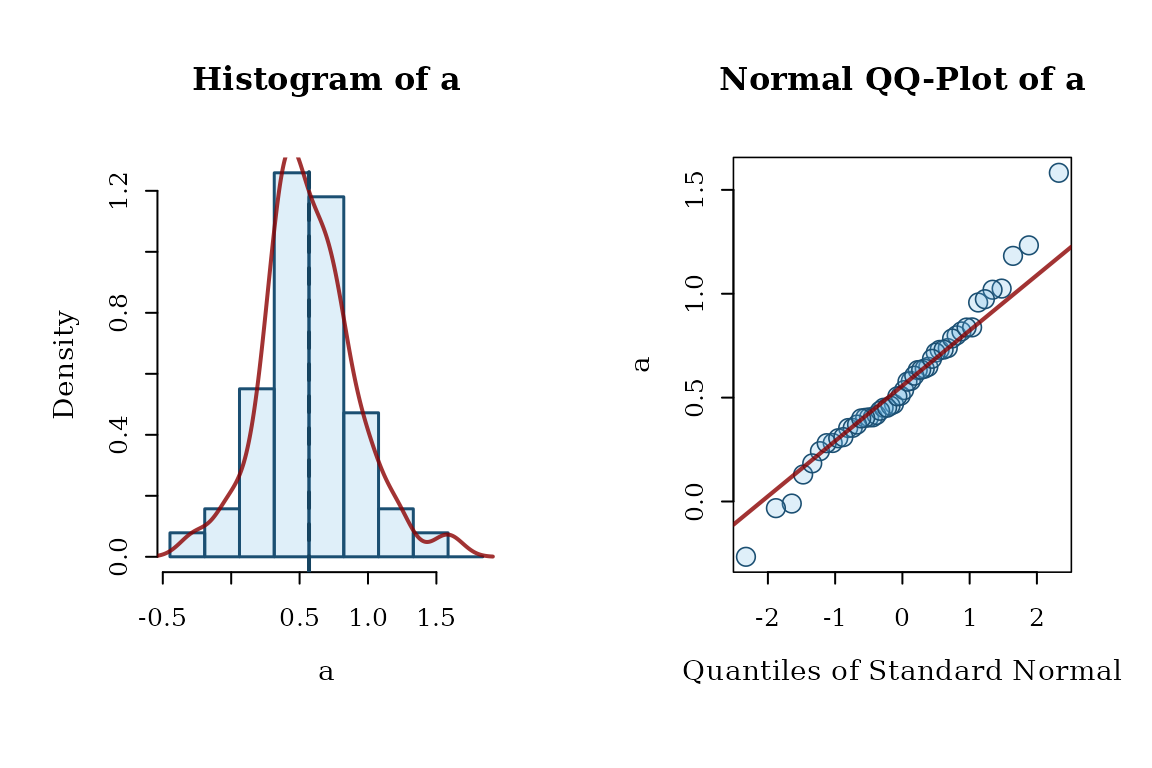 Histogram of a
Density
0.0 0.4 0.8 1.2
-0.5 0.5 1.0 1.5
a
Normal QQ-Plot of a
a
0.0 0.5 1.0 1.5
-2 -1 0 1 2
Quantiles of Standard Normal